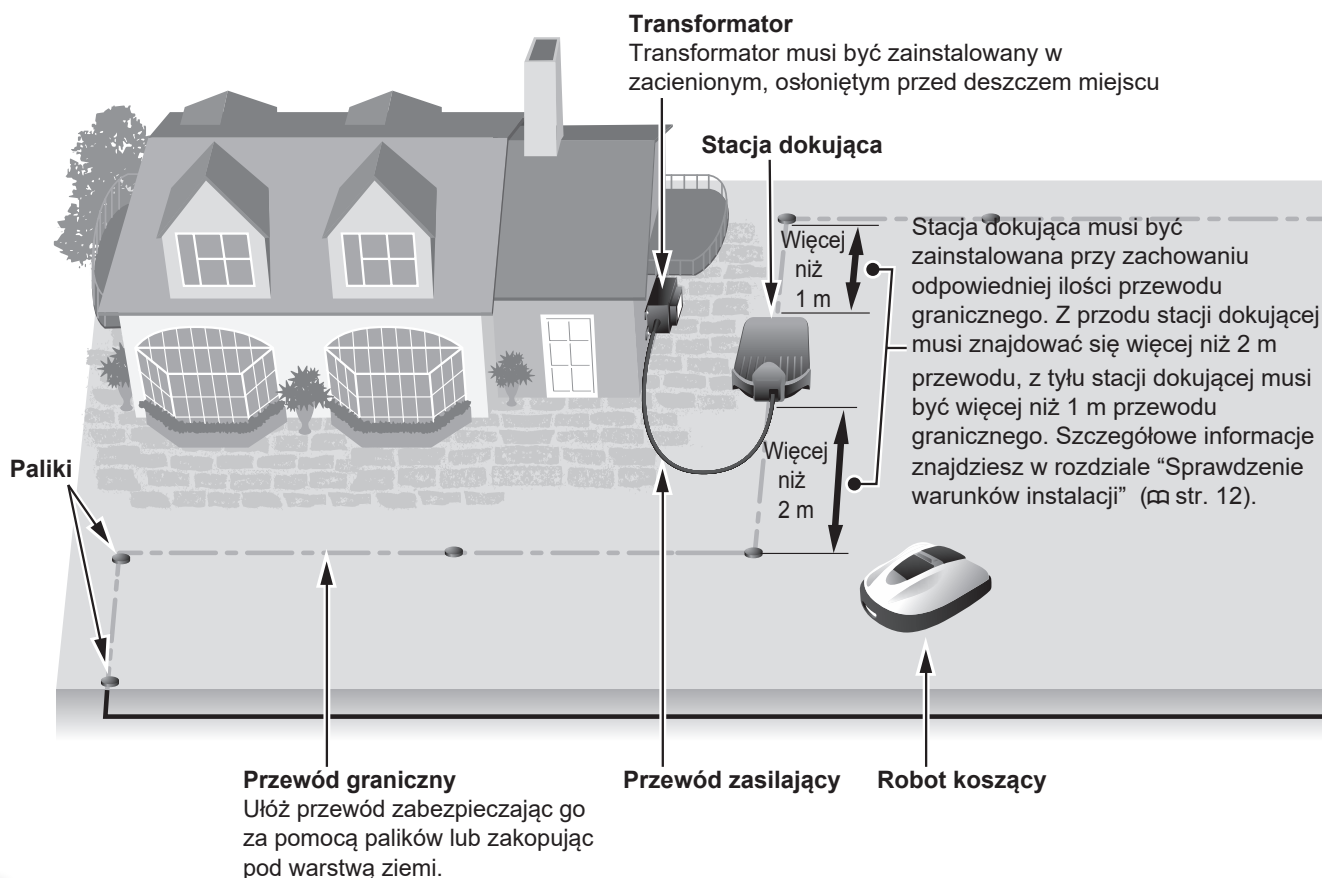 Transformator
Transformator musi być zainstalowany w
zacienionym, osłoniętym przed deszczem miejscu
Stacja dokująca
Więcej
niż
1 m
Stacja dokująca musi być
zainstalowana przy zachowaniu
odpowiedniej ilości przewodu
granicznego. Z przodu stacji dokującej
musi znajdować się więcej niż 2 m
przewodu, z tyłu stacji dokującej musi
być więcej niż 1 m przewodu
granicznego. Szczegółowe informacje
znajdziesz w rozdziale “Sprawdzenie
warunków instalacji” (🕮 str. 12).
Więcej
niż
2 m
Paliki
Przewód graniczny
Ułóż przewód zabezpieczając go
za pomocą palików lub zakopując
pod warstwą ziemi.
Przewód zasilający
Robot koszący